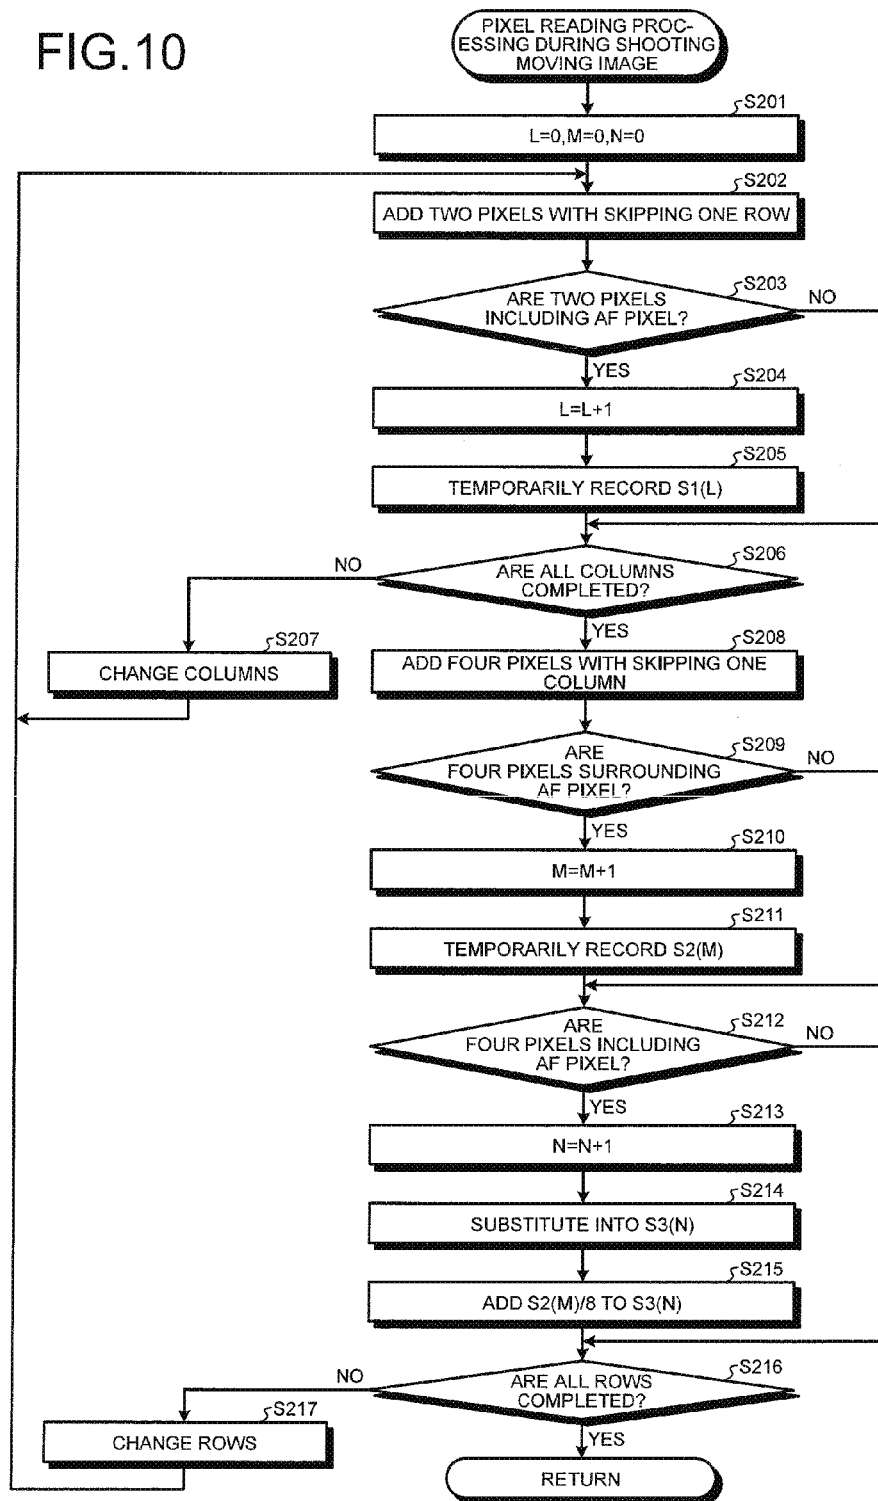 FIG.10
PIXEL READING PROC-
ESSING DURING SHOOTING
MOVING IMAGE
S201
L=0,M=0,N=0
S202
ADD TWO PIXELS WITH SKIPPING ONE ROW
S203
ARE TWO PIXELS
INCLUDING AF PIXEL?
NO
YES
S204
L=L+1
S205
TEMPORARILY RECORD S1(L)
S206
ARE ALL COLUMNS
COMPLETED?
NO
YES
S207
CHANGE COLUMNS
S208
ADD FOUR PIXELS WITH SKIPPING ONE
COLUMN
S209
ARE
FOUR PIXELS SURROUNDING
AF PIXEL?
NO
YES
S210
M=M+1
S211
TEMPORARILY RECORD S2(M)
S212
ARE
FOUR PIXELS INCLUDING
AF PIXEL?
NO
YES
S213
N=N+1
S214
SUBSTITUTE INTO S3(N)
S215
ADD S2(M)/8 TO S3(N)
S216
ARE ALL ROWS
COMPLETED?
NO
YES
S217
CHANGE ROWS
RETURN